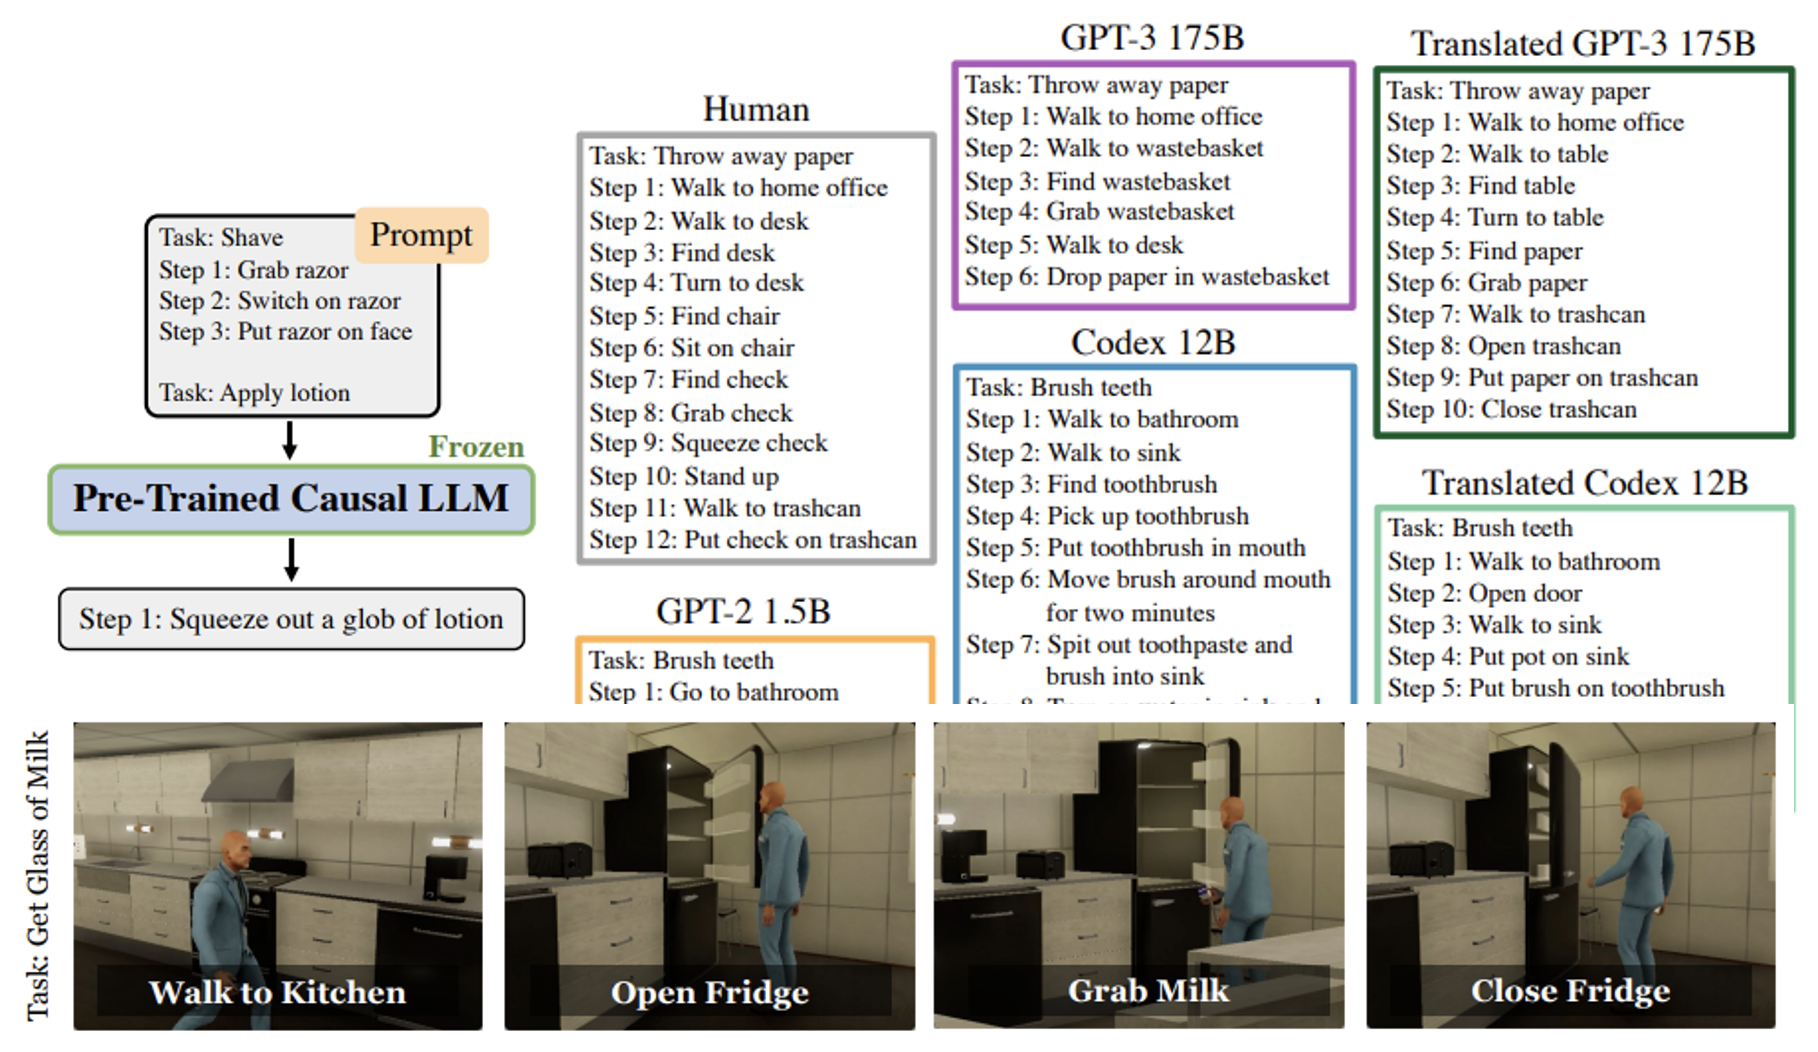 Prompt
Task: Shave
Step 1: Grab razor
Step 2: Switch on razor
Step 3: Put razor on face
Task: Apply lotion
Frozen
Pre-Trained Causal LLM
Step 1: Squeeze out a glob of lotion
Human
Task: Throw away paper
Step 1: Walk to home office
Step 2: Walk to desk
Step 3: Find desk
Step 4: Turn to desk
Step 5: Find chair
Step 6: Sit on chair
Step 7: Find check
Step 8: Grab check
Step 9: Squeeze check
Step 10: Stand up
Step 11: Walk to trashcan
Step 12: Put check on trashcan
GPT-2 1.5B
Task: Brush teeth
Step 1: Go to bathroom
GPT-3 175B
Task: Throw away paper
Step 1: Walk to home office
Step 2: Walk to wastebasket
Step 3: Find wastebasket
Step 4: Grab wastebasket
Step 5: Walk to desk
Step 6: Drop paper in wastebasket
Codex 12B
Task: Brush teeth
Step 1: Walk to bathroom
Step 2: Walk to sink
Step 3: Find toothbrush
Step 4: Pick up toothbrush
Step 5: Put toothbrush in mouth
Step 6: Move brush around mouth
for two minutes
Step 7: Spit out toothpaste and
brush into sink
Translated GPT-3 175B
Task: Throw away paper
Step 1: Walk to home office
Step 2: Walk to table
Step 3: Find table
Step 4: Turn to table
Step 5: Find paper
Step 6: Grab paper
Step 7: Walk to trashcan
Step 8: Open trashcan
Step 9: Put paper on trashcan
Step 10: Close trashcan
Translated Codex 12B
Task: Brush teeth
Step 1: Walk to bathroom
Step 2: Open door
Step 3: Walk to sink
Step 4: Put pot on sink
Step 5: Put brush on toothbrush
Task: Get Glass of Milk
Walk to Kitchen
Open Fridge
Grab Milk
Close Fridge